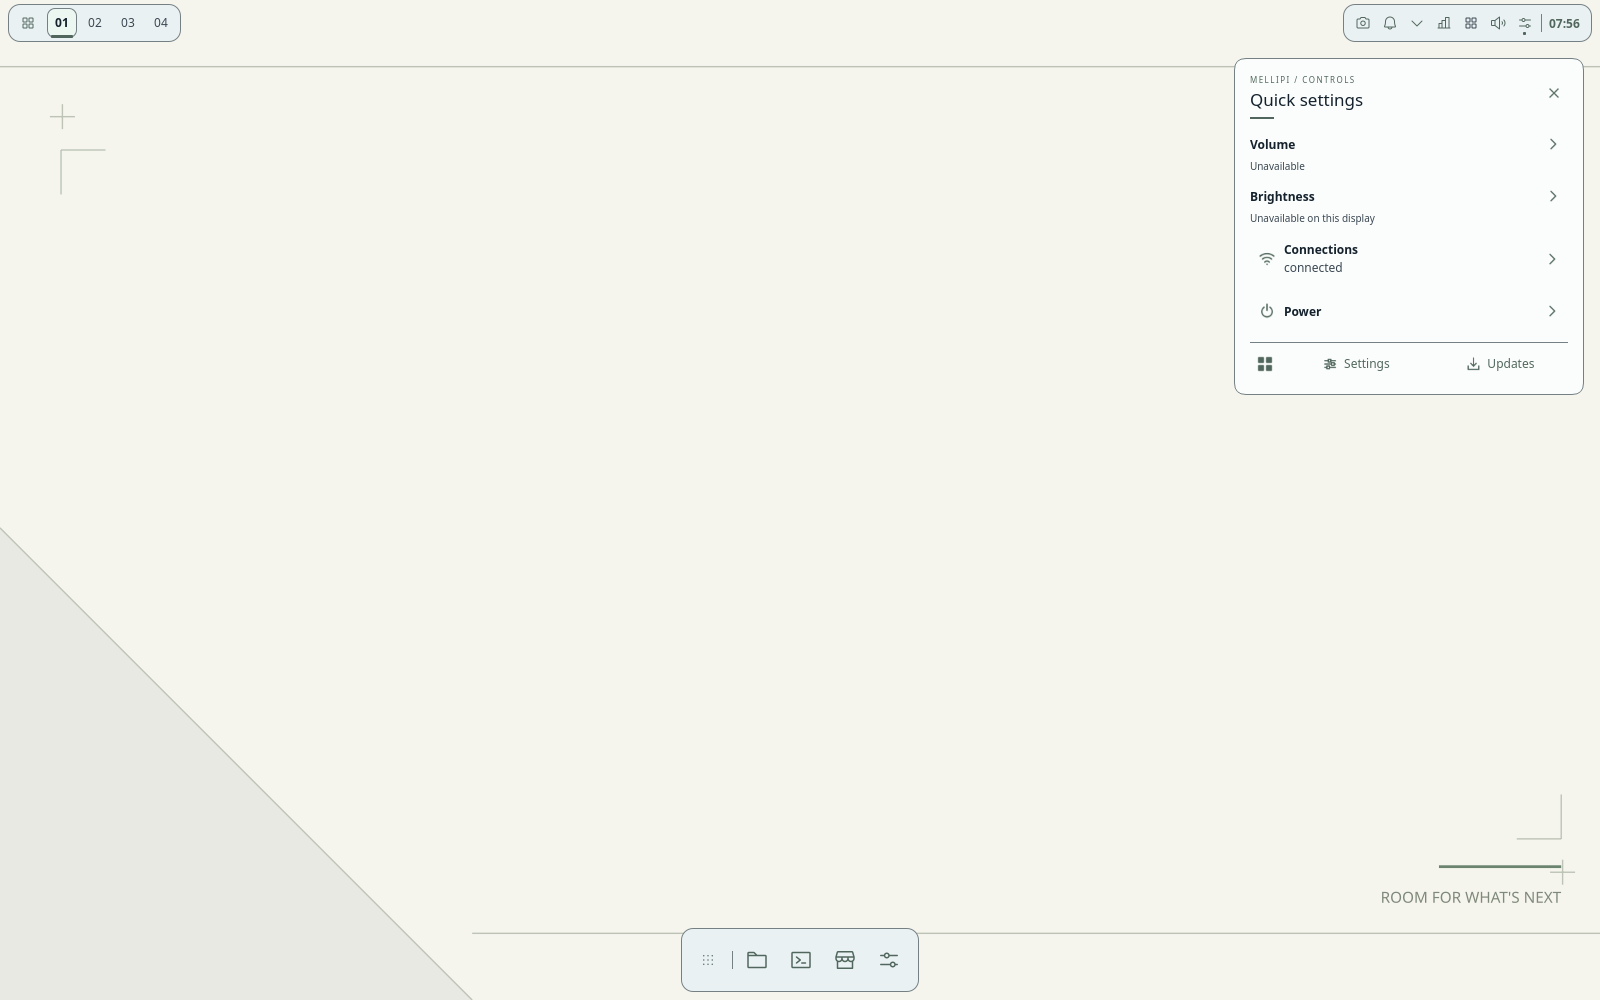 01 02 03 04
07:56
MELLIPI / CONTROLS
Quick settings
Volume
Unavailable
Brightness
Unavailable on this display
Connections
connected
Power
Settings Updates
ROOM FOR WHAT'S NEXT